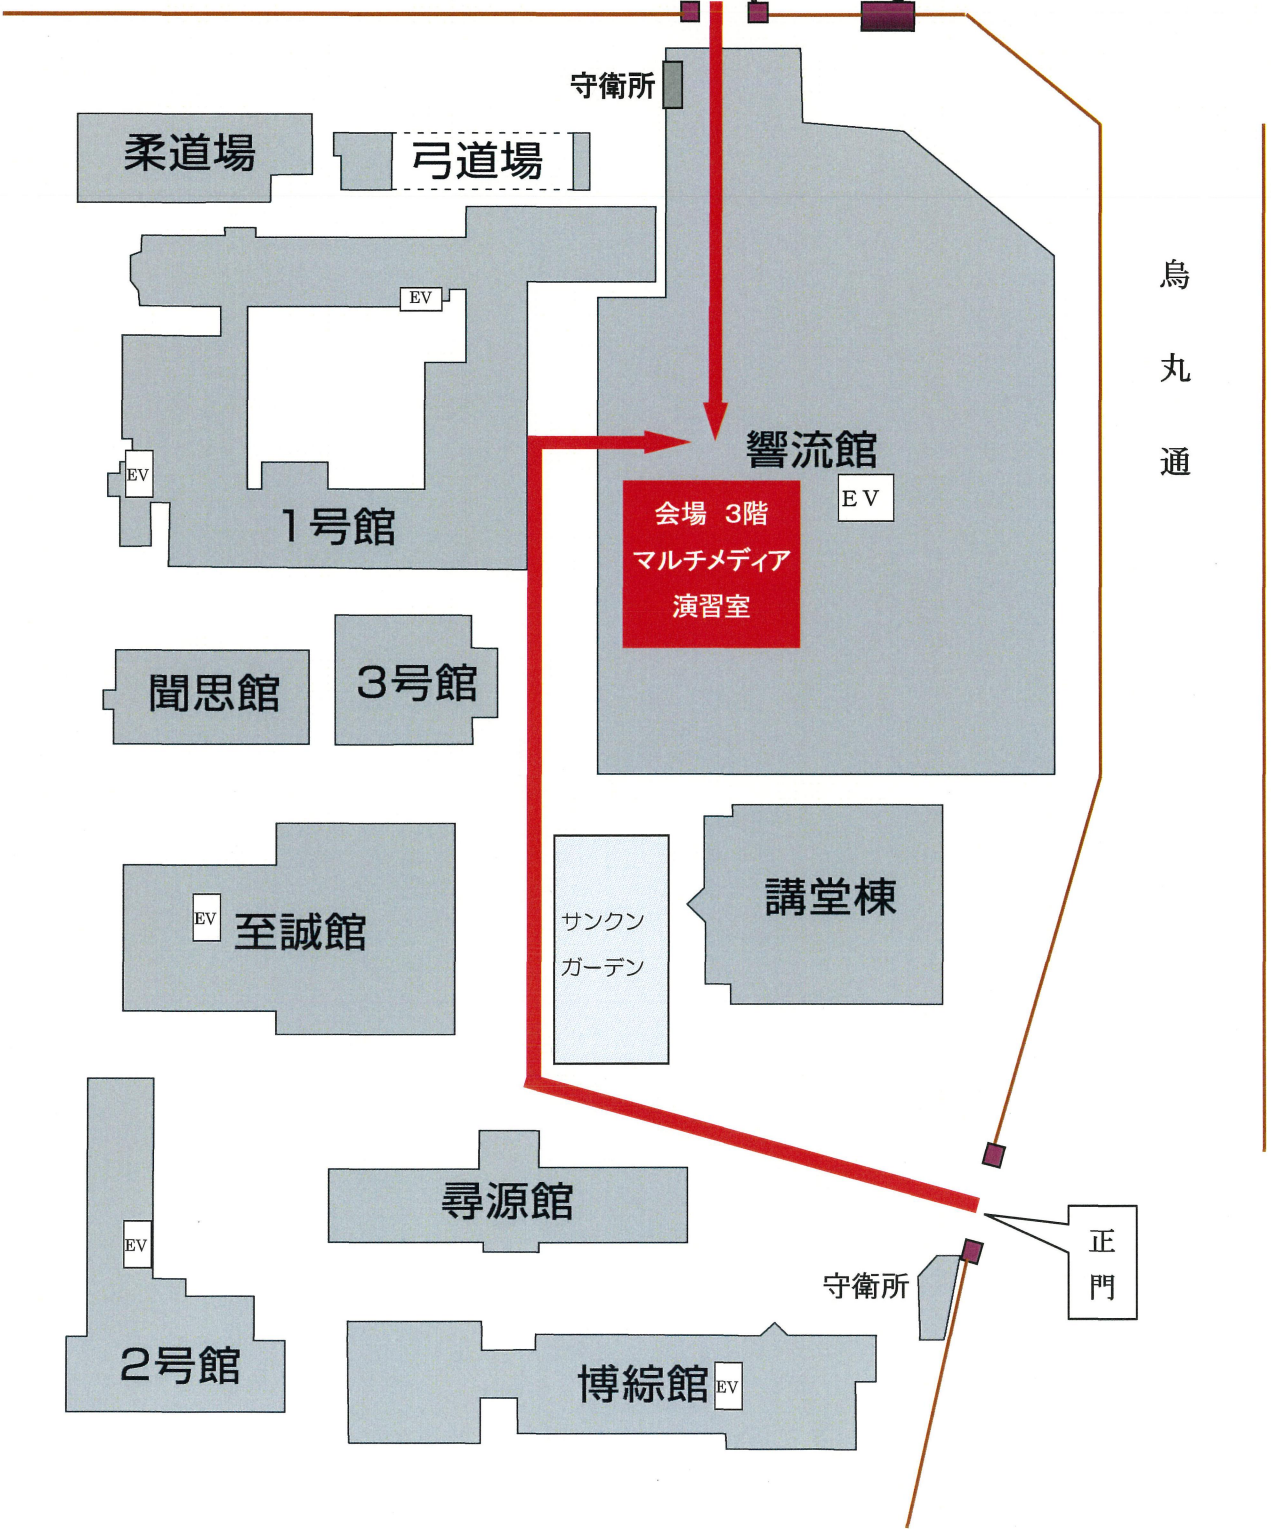 守衛所
柔道場
弓道場
烏丸通
EV
響流館
EV
EV
会場 3階
マルチメディア
演習室
1号館
聞思館
3号館
講堂棟
EV
至誠館
サンクン
ガーデン
尋源館
EV
正門
守衛所
2号館
博綜館
EV